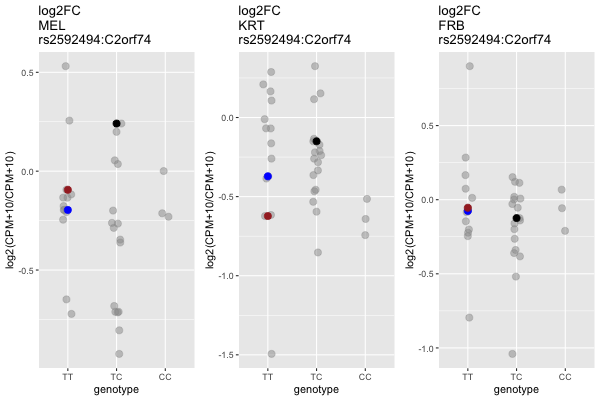 log2FC
MEL
rs2592494:C2orf74
log2(CPM+10/CPM+10)
0.5
0.0
-0.5
TT
TC
CC
genotype
log2FC
KRT
rs2592494:C2orf74
log2(CPM+10/CPM+10)
0.0
-0.5
-1.0
-1.5
TT
TC
CC
genotype
log2FC
FRB
rs2592494:C2orf74
log2(CPM+10/CPM+10)
0.5
0.0
-0.5
-1.0
TT
TC
CC
genotype